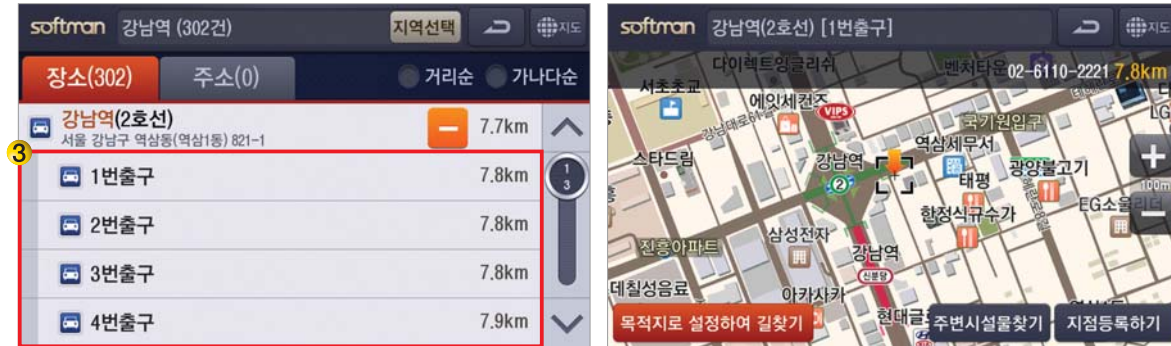 softman 강남역 (302건) 지역선택 지도
장소(302) 주소(0) 거리순 가나다순
강남역(2호선) 7.7km
서울 강남구 역삼동(역삼1동) 821-1
3
1번출구 7.8km
1
3
2번출구 7.8km
3번출구 7.8km
4번출구 7.9km
softman 강남역(2호선) [1번출구] 지도
다이렉트잉글리쉬 벤처타운 02-6110-2221 7.8km
서초초교
LG
에잇세컨즈 VIPS
강남대로
국기원입구
역삼세무서
스타드림 강남역 광양불고기
2 태평
100m
한정식규수가 EG소울리더
삼성전자
진흥아파트 강남역
신분당
데칠성음료 아카사카
현대글
목적지로 설정하여 길찾기 주변시설물찾기 지점등록하기